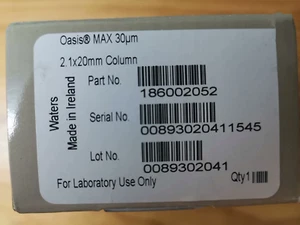 Oasis® MAX 30µm
2.1x20mm Column
Part No.
186002052
Serial No.
00893020411545
Lot No.
0089302041
Waters
Made in Ireland
For Laboratory Use Only
Qty1